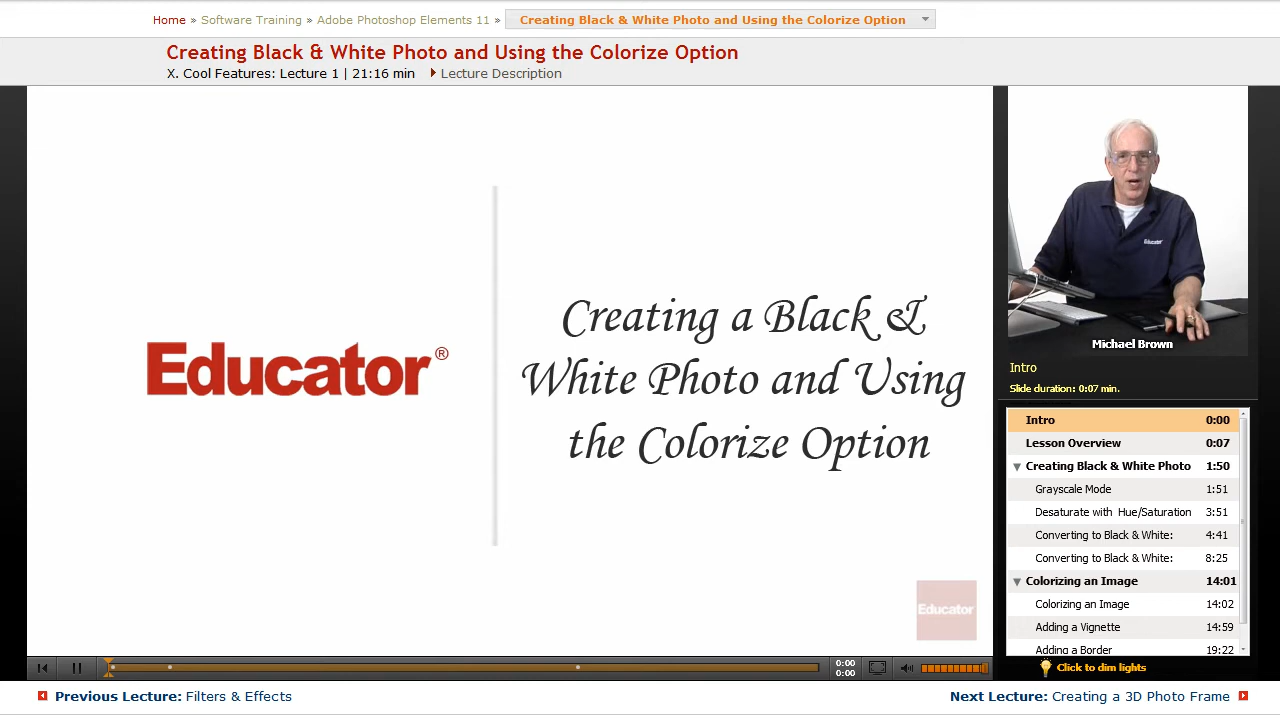 Home » Software Training » Adobe Photoshop Elements 11 » Creating Black & White Photo and Using the Colorize Option
Creating Black & White Photo and Using the Colorize Option
X. Cool Features: Lecture 1 | 21:16 min Lecture Description
Educator®
Creating a Black &
White Photo and Using
the Colorize Option
Educator
Educator
Michael Brown
Intro
Slide duration: 0:07 min.
Intro 0:00
Lesson Overview 0:07
Creating Black & White Photo 1:50
Grayscale Mode 1:51
Desaturate with Hue/Saturation 3:51
Converting to Black & White: 4:41
Converting to Black & White: 8:25
Colorizing an Image 14:01
Colorizing an Image 14:02
Adding a Vignette 14:59
Adding a Border 19:22
0:00
0:00
Click to dim lights
Previous Lecture: Filters & Effects
Next Lecture: Creating a 3D Photo Frame